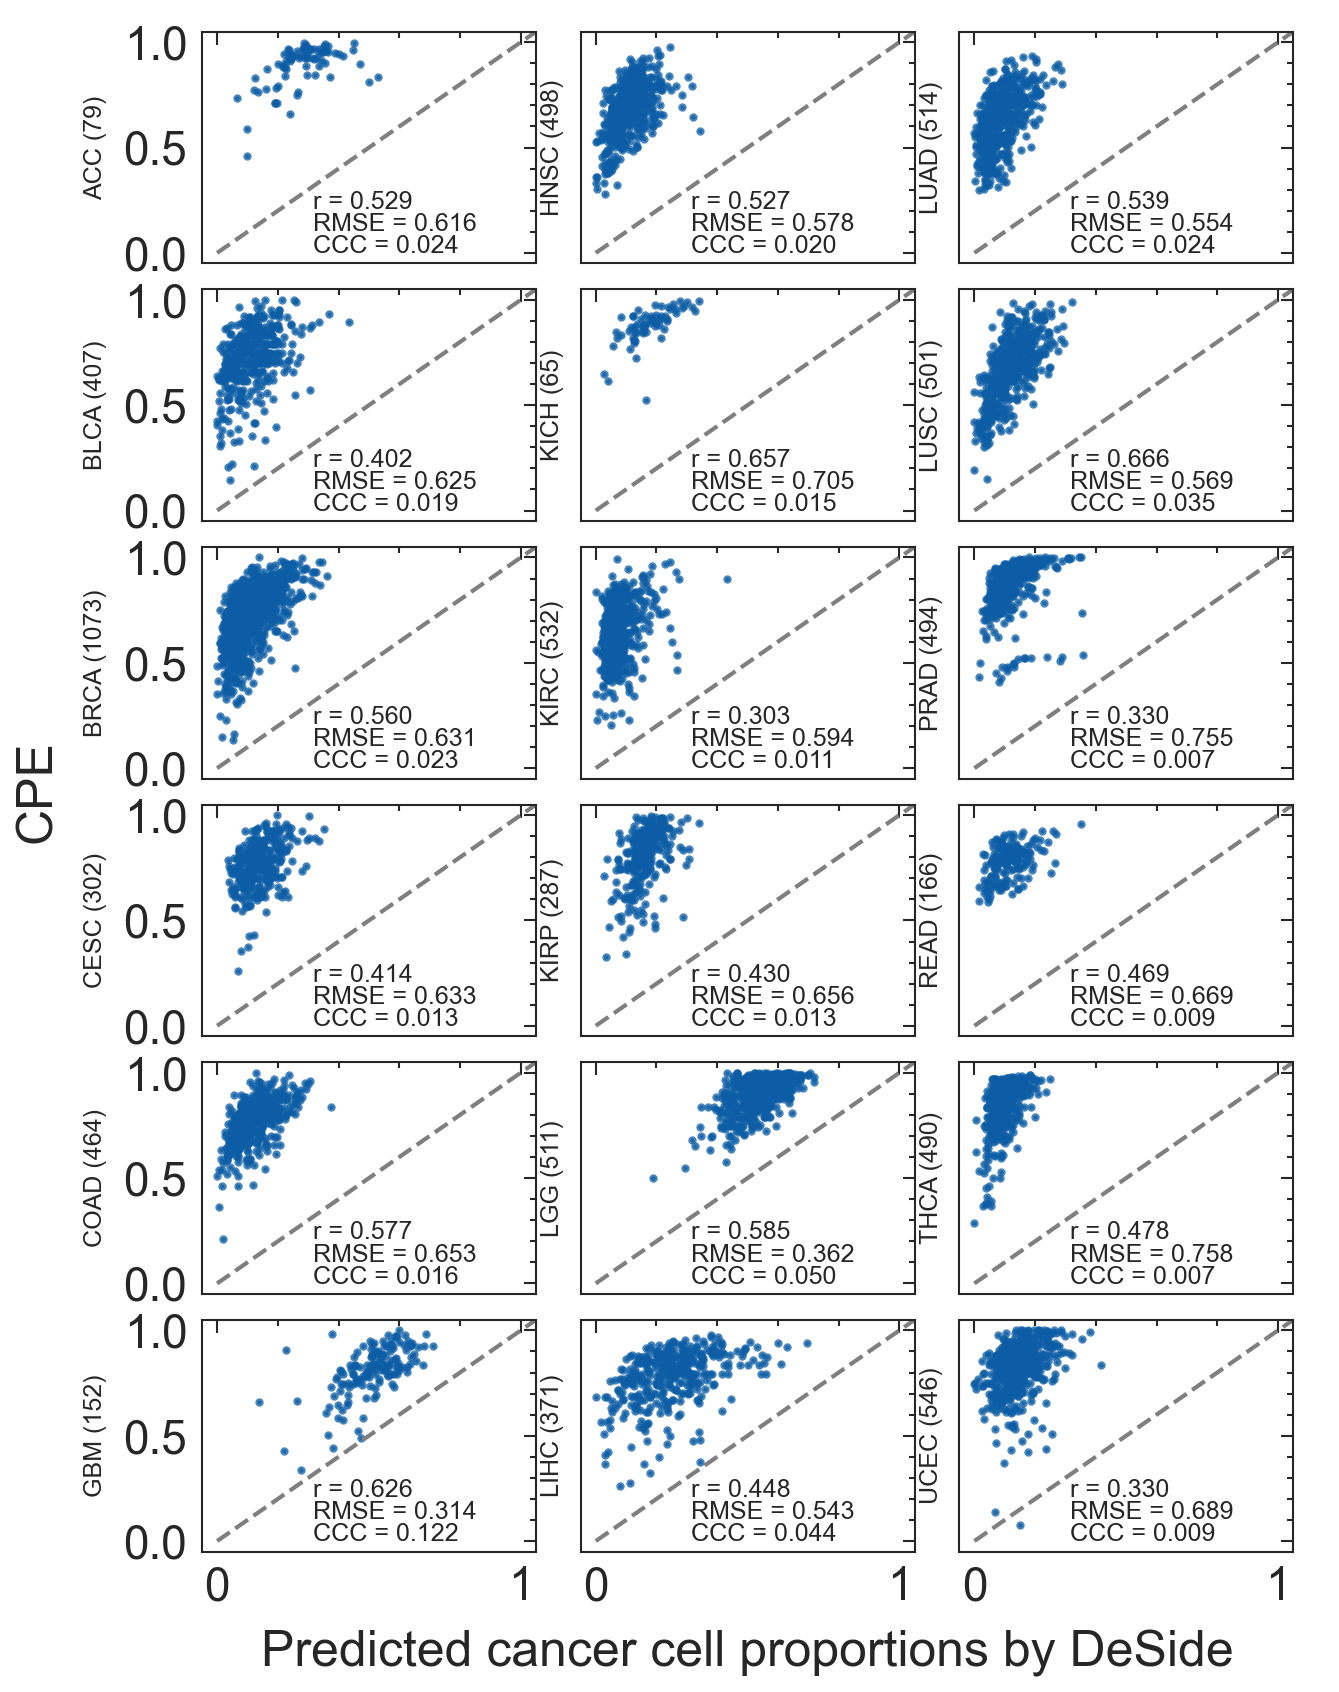 CPE
1.0
0.5
0.0
ACC (79)
r = 0.529
RMSE = 0.616
CCC = 0.024
HNSC (498)
r = 0.527
RMSE = 0.578
CCC = 0.020
LUAD (514)
r = 0.539
RMSE = 0.554
CCC = 0.024
1.0
0.5
0.0
BLCA (407)
r = 0.402
RMSE = 0.625
CCC = 0.019
KICH (65)
r = 0.657
RMSE = 0.705
CCC = 0.015
LUSC (501)
r = 0.666
RMSE = 0.569
CCC = 0.035
1.0
0.5
0.0
BRCA (1073)
r = 0.560
RMSE = 0.631
CCC = 0.023
KIRC (532)
r = 0.303
RMSE = 0.594
CCC = 0.011
PRAD (494)
r = 0.330
RMSE = 0.755
CCC = 0.007
1.0
0.5
0.0
CESC (302)
r = 0.414
RMSE = 0.633
CCC = 0.013
KIRP (287)
r = 0.430
RMSE = 0.656
CCC = 0.013
READ (166)
r = 0.469
RMSE = 0.669
CCC = 0.009
1.0
0.5
0.0
COAD (464)
r = 0.577
RMSE = 0.653
CCC = 0.016
LGG (511)
r = 0.585
RMSE = 0.362
CCC = 0.050
THCA (490)
r = 0.478
RMSE = 0.758
CCC = 0.007
1.0
0.5
0.0
GBM (152)
r = 0.626
RMSE = 0.314
CCC = 0.122
LIHC (371)
r = 0.448
RMSE = 0.543
CCC = 0.044
UCEC (546)
r = 0.330
RMSE = 0.689
CCC = 0.009
0 1 0 1 0 1
Predicted cancer cell proportions by DeSide